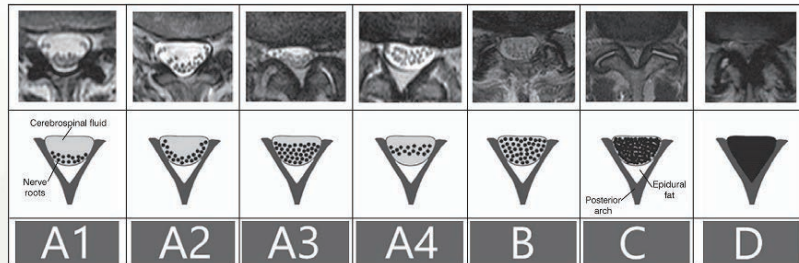 Cerebrospinal fluid
Nerve
roots
Posterior
arch
Epidural
fat
A1
A2
A3
A4
B
C
D